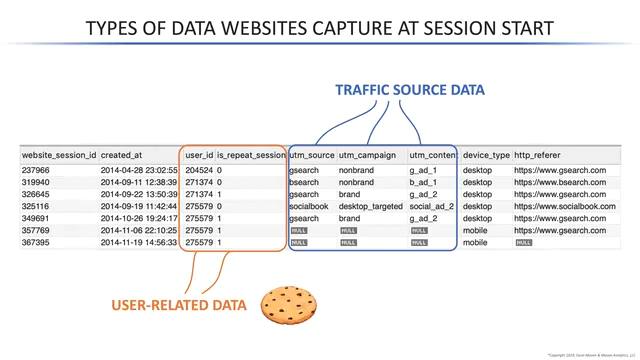 TYPES OF DATA WEBSITES CAPTURE AT SESSION START
TRAFFIC SOURCE DATA
website_session_id created_at user_id is_repeat_session utm_source utm_campaign utm_content device_type http_referer
237966 2014-04-28 23:02:55 204524 0 gsearch nonbrand g_ad_1 desktop https://www.gsearch.com
319940 2014-09-11 12:38:39 271374 0 bsearch nonbrand b_ad_1 desktop https://www.gsearch.com
326645 2014-09-22 13:50:39 271374 1 gsearch brand g_ad_2 desktop https://www.gsearch.com
325116 2014-09-19 11:42:44 275579 0 socialbook desktop_targeted social_ad_2 desktop https://www.socialbook.com
349691 2014-10-26 19:24:17 275579 1 gsearch brand g_ad_2 desktop https://www.gsearch.com
357769 2014-11-06 22:10:25 275579 1 NULL NULL NULL mobile https://www.gsearch.com
367395 2014-11-19 14:56:33 275579 1 NULL NULL NULL mobile NULL
USER-RELATED DATA
*Copyright 2019, Maven Analytics, LLC